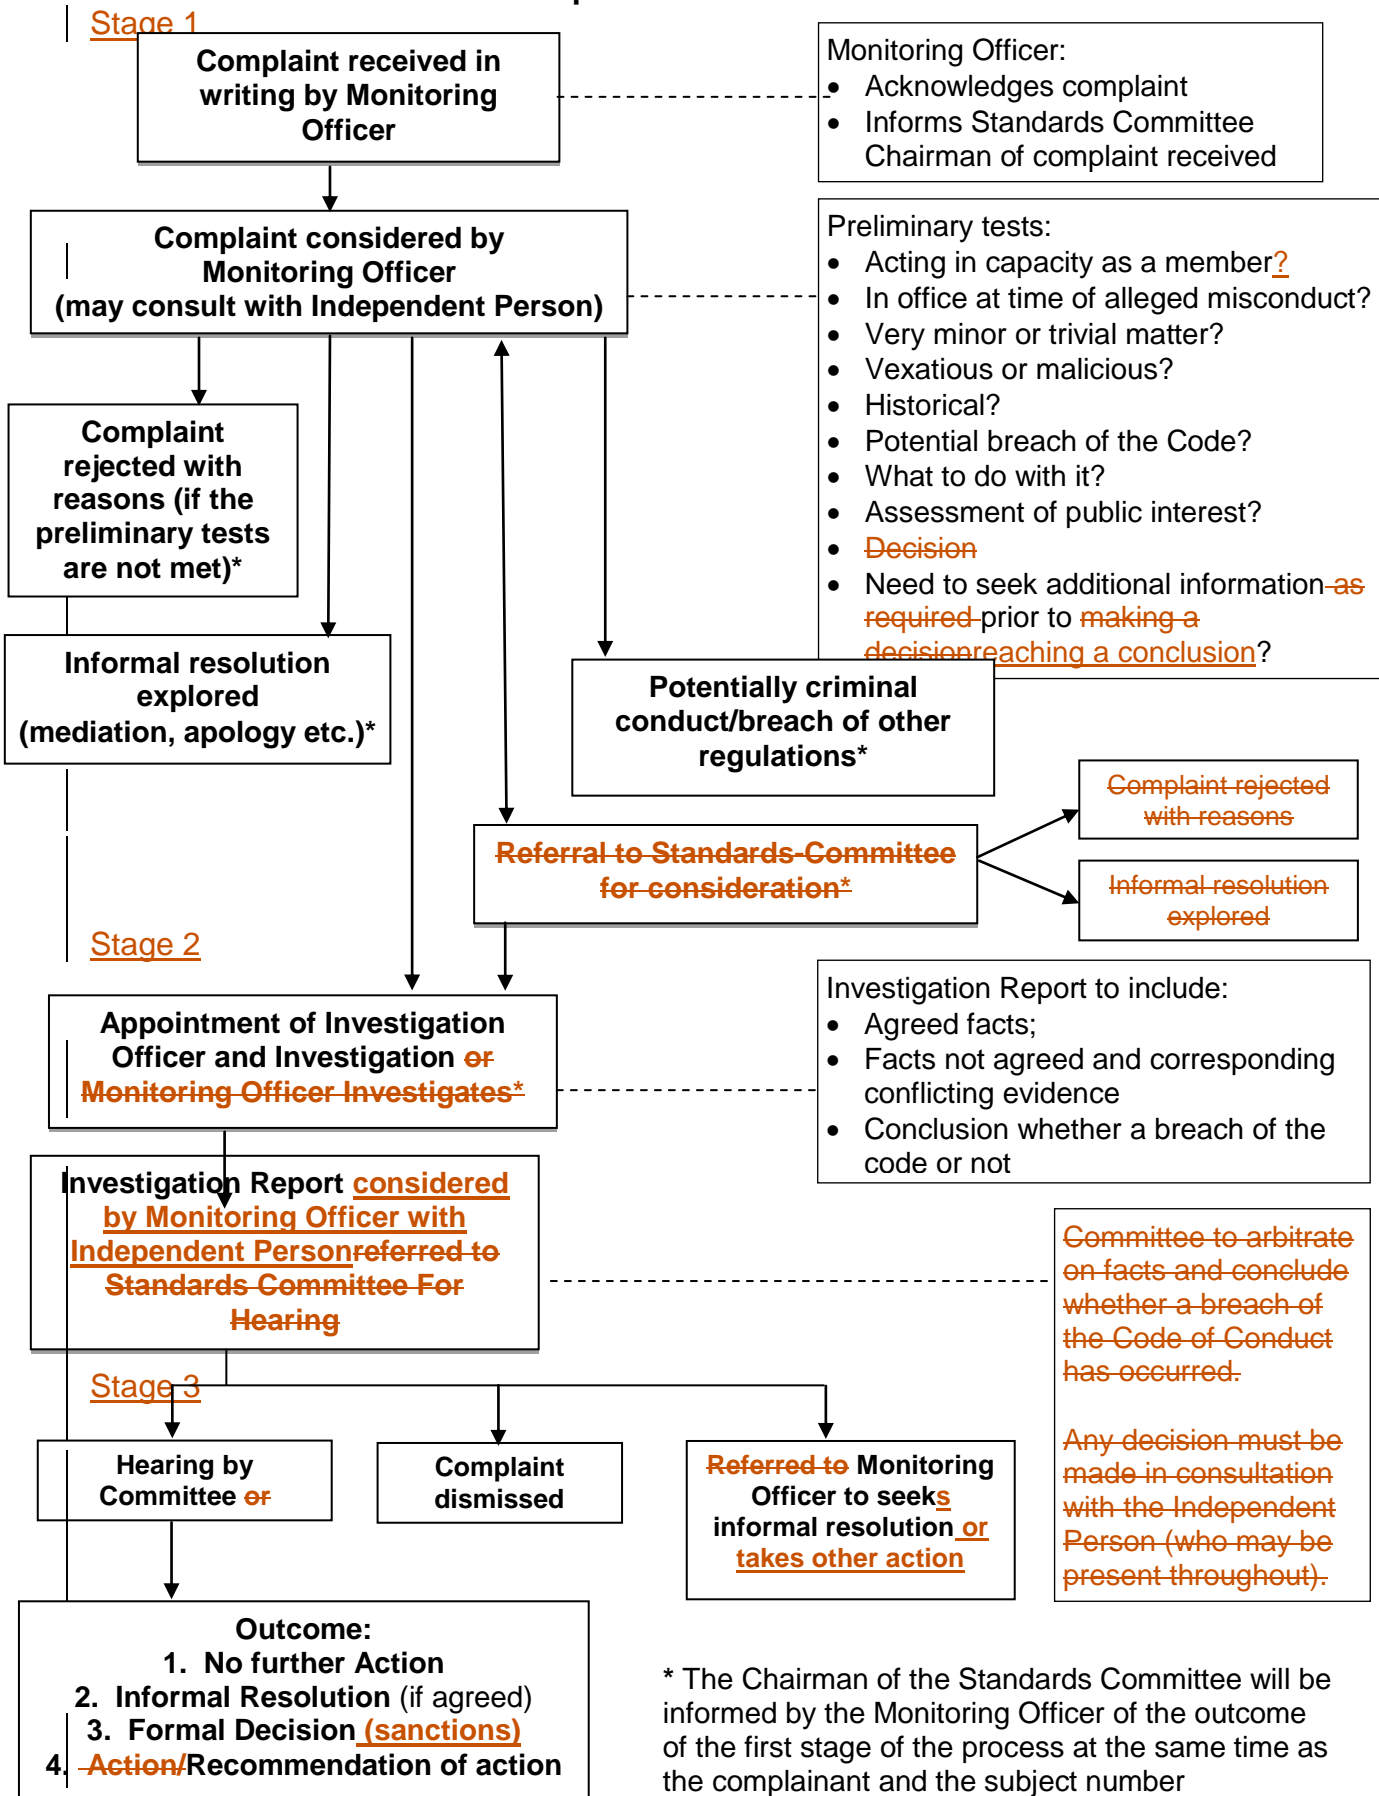 Stage 1
Complaint received in
writing by Monitoring
Officer
Monitoring Officer:
• Acknowledges complaint
• Informs Standards Committee
Chairman of complaint received
Complaint considered by
Monitoring Officer
(may consult with Independent Person)
Preliminary tests:
• Acting in capacity as a member?
• In office at time of alleged misconduct?
• Very minor or trivial matter?
• Vexatious or malicious?
• Historical?
• Potential breach of the Code?
• What to do with it?
• Assessment of public interest?
• Decision
• Need to seek additional information as
required prior to making a
decisionreaching a conclusion?
Complaint
rejected with
reasons (if the
preliminary tests
are not met)*
Informal resolution
explored
(mediation, apology etc.)*
Potentially criminal
conduct/breach of other
regulations*
Referral to Standards-Committee
for consideration*
Complaint rejected
with reasons
Informal resolution
explored
Stage 2
Appointment of Investigation
Officer and Investigation or
Monitoring Officer Investigates*
Investigation Report to include:
• Agreed facts;
• Facts not agreed and corresponding
conflicting evidence
• Conclusion whether a breach of the
code or not
Investigation Report considered
by Monitoring Officer with
Independent Personreferred to
Standards Committee For
Hearing
Committee to arbitrate
on facts and conclude
whether a breach of
the Code of Conduct
has occurred.
Any decision must be
made in consultation
with the Independent
Person (who may be
present throughout).
Stage 3
Hearing by
Committee or
Complaint
dismissed
Referred to Monitoring
Officer to seeks
informal resolution or
takes other action
Outcome:
1. No further Action
2. Informal Resolution (if agreed)
3. Formal Decision (sanctions)
4. Action/Recommendation of action
* The Chairman of the Standards Committee will be
informed by the Monitoring Officer of the outcome
of the first stage of the process at the same time as
the complainant and the subject number